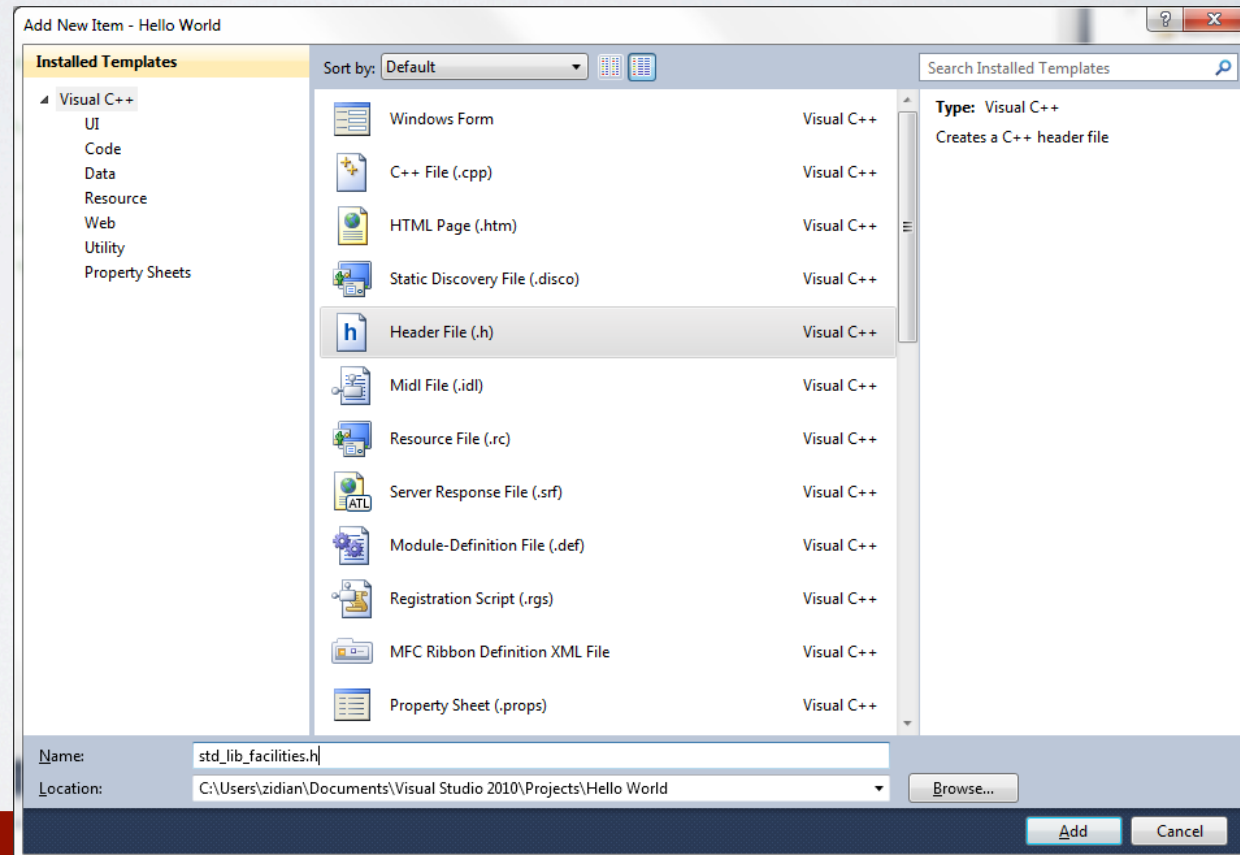 Add New Item - Hello World
Installed Templates
Visual C++
UI
Code
Data
Resource
Web
Utility
Property Sheets
Sort by: Default
Windows Form Visual C++
C++ File (.cpp) Visual C++
HTML Page (.htm) Visual C++
Static Discovery File (.disco) Visual C++
h Header File (.h) Visual C++
Midl File (.idl) Visual C++
Resource File (.rc) Visual C++
ATL Server Response File (.srf) Visual C++
Module-Definition File (.def) Visual C++
Registration Script (.rgs) Visual C++
MFC Ribbon Definition XML File Visual C++
Property Sheet (.props) Visual C++
Search Installed Templates
Type: Visual C++
Creates a C++ header file
Name: std_lib_facilities.h
Location: C:\Users\zidian\Documents\Visual Studio 2010\Projects\Hello World Browse...
Add Cancel